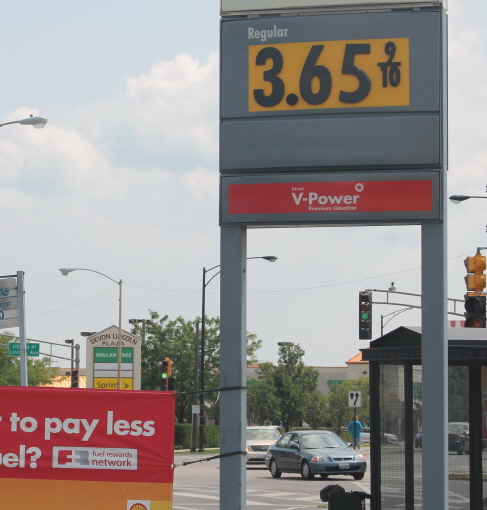 Regular
3.65 9/10
Shell
V-Power
Premium Gasoline
DEVON LINCOLN
PLAZA
DOLLAR TREE
Sprint
to pay less
uel?
fuel rewards
network